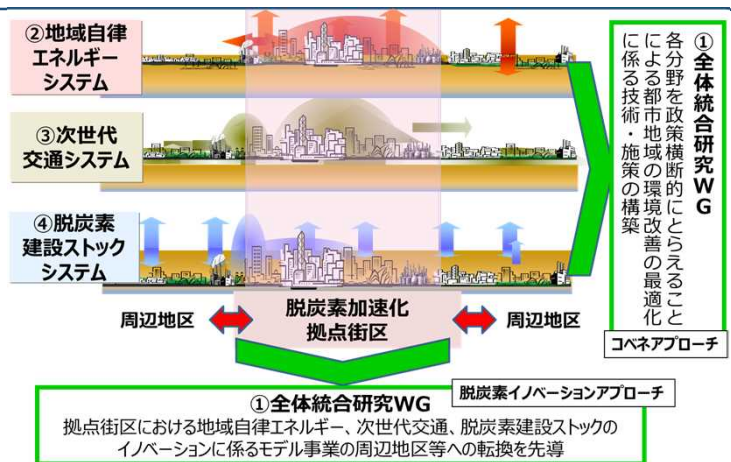 ②地域自律
エネルギー
システム
③次世代
交通システム
④脱炭素
建設ストック
システム
周辺地区
脱炭素加速化
拠点街区
周辺地区
①全体統合研究WG
各分野を政策横断的にとらえること
による都市地域の環境改善の最適化
に係る技術・施策の構築
コベネアプローチ
脱炭素イノベーションアプローチ
①全体統合研究WG
拠点街区における地域自律エネルギー、次世代交通、脱炭素建設ストックの
イノベーションに係るモデル事業の周辺地区等への転換を先導